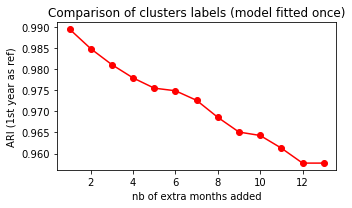 Comparison of clusters labels (model fitted once)
ARI (1st year as ref)
0.990
0.985
0.980
0.975
0.970
0.965
0.960
2 4 6 8 10 12
nb of extra months added